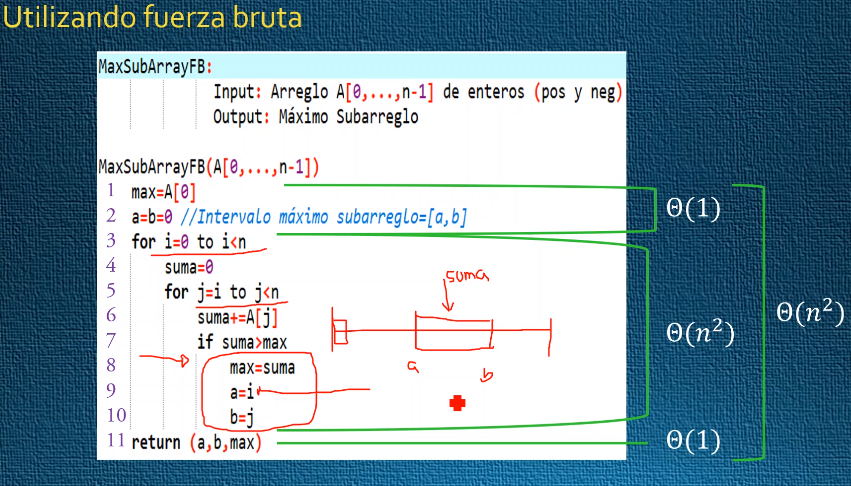 Utilizando fuerza bruta
MaxSubArrayFB:
Input: Arreglo A[0,...,n-1] de enteros (pos y neg)
Output: Máximo Subarreglo
MaxSubArrayFB(A[0,...,n-1])
1 max=A[0]
2 a=b=0 //Intervalo máximo subarreglo=[a,b]
3 for i=0 to i<n
4 suma=0
5 for j=i to j<n
6 suma+=A[j]
7 if suma>max
8 max=suma
9 a=i
10 b=j
11 return (a,b,max)
suma
a
b
Θ(1)
Θ(n²)
Θ(1)
Θ(n²)